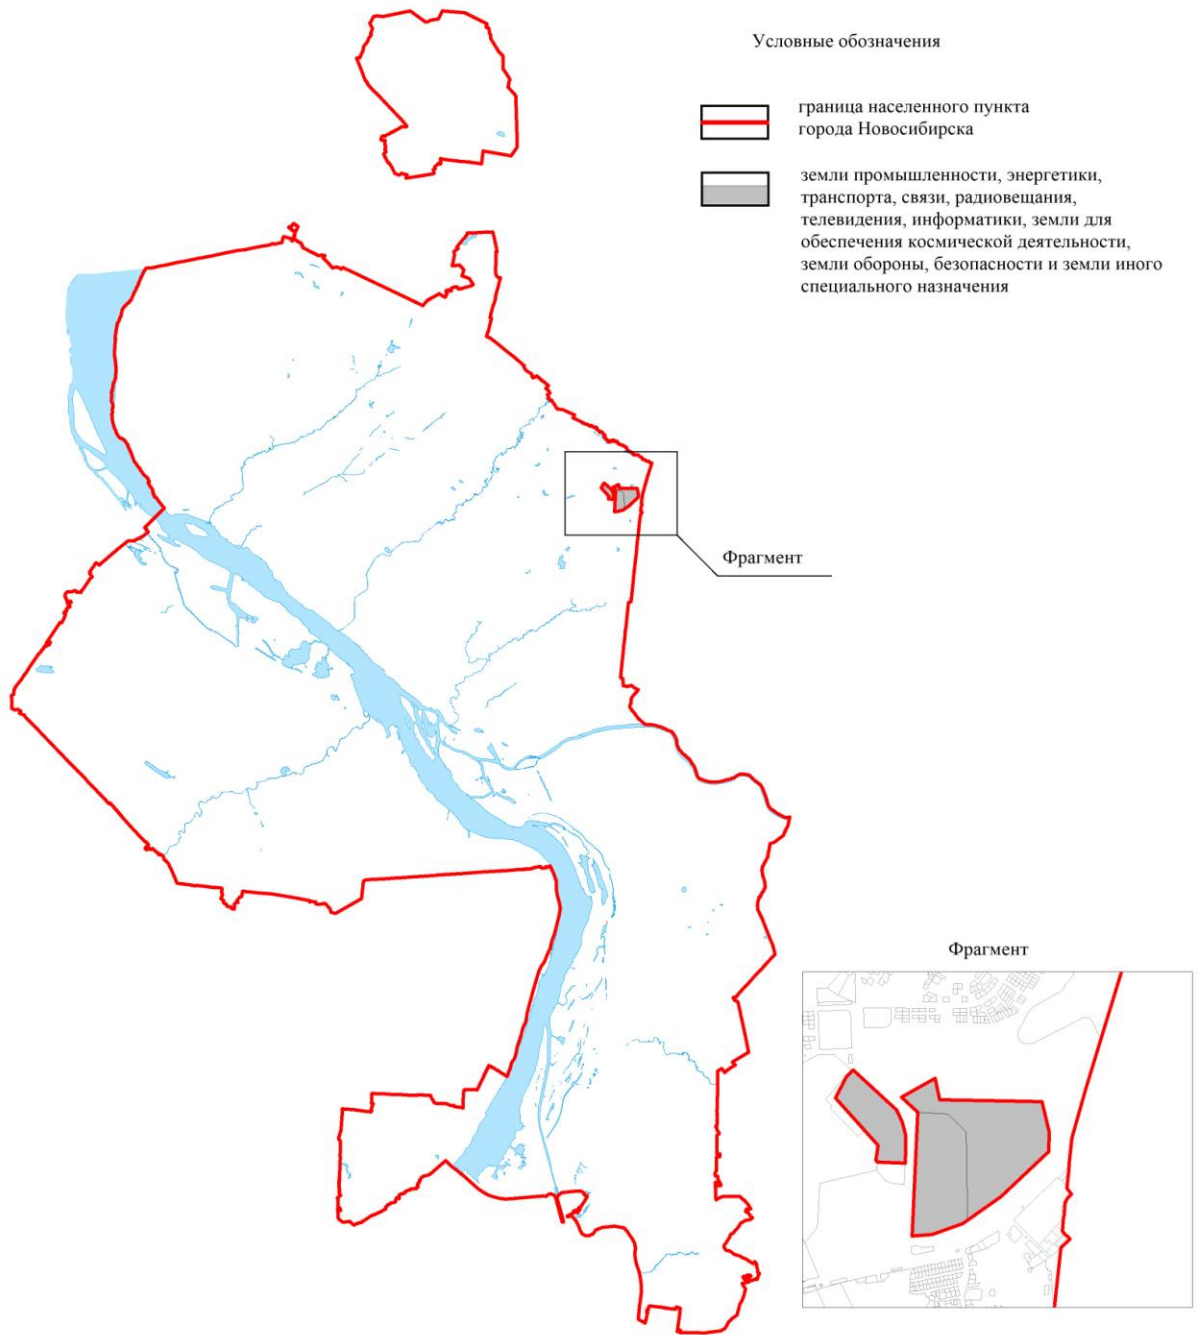 Условные обозначения
граница населенного пункта
города Новосибирска
земли промышленности, энергетики,
транспорта, связи, радиовещания,
телевидения, информатики, земли для
обеспечения космической деятельности,
земли обороны, безопасности и земли иного
специального назначения
Фрагмент
Фрагмент